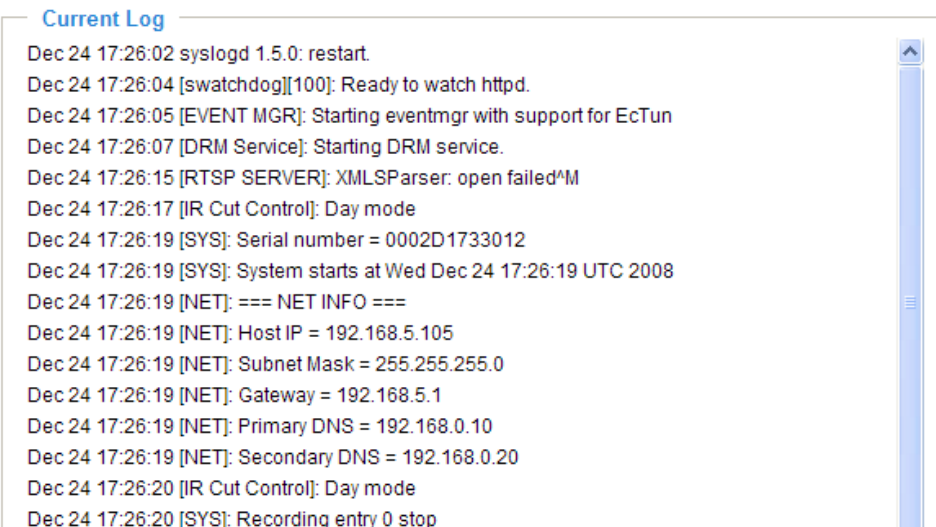 Current Log
Dec 24 17:26:02 syslogd 1.5.0: restart.
Dec 24 17:26:04 [swatchdog][100]: Ready to watch httpd.
Dec 24 17:26:05 [EVENT MGR]: Starting eventmgr with support for EcTun
Dec 24 17:26:07 [DRM Service]: Starting DRM service.
Dec 24 17:26:15 [RTSP SERVER]: XMLSParser: open failed^M
Dec 24 17:26:17 [IR Cut Control]: Day mode
Dec 24 17:26:19 [SYS]: Serial number = 0002D1733012
Dec 24 17:26:19 [SYS]: System starts at Wed Dec 24 17:26:19 UTC 2008
Dec 24 17:26:19 [NET]: === NET INFO ===
Dec 24 17:26:19 [NET]: Host IP = 192.168.5.105
Dec 24 17:26:19 [NET]: Subnet Mask = 255.255.255.0
Dec 24 17:26:19 [NET]: Gateway = 192.168.5.1
Dec 24 17:26:19 [NET]: Primary DNS = 192.168.0.10
Dec 24 17:26:19 [NET]: Secondary DNS = 192.168.0.20
Dec 24 17:26:20 [IR Cut Control]: Day mode
Dec 24 17:26:20 [SYS]: Recording entry 0 stop